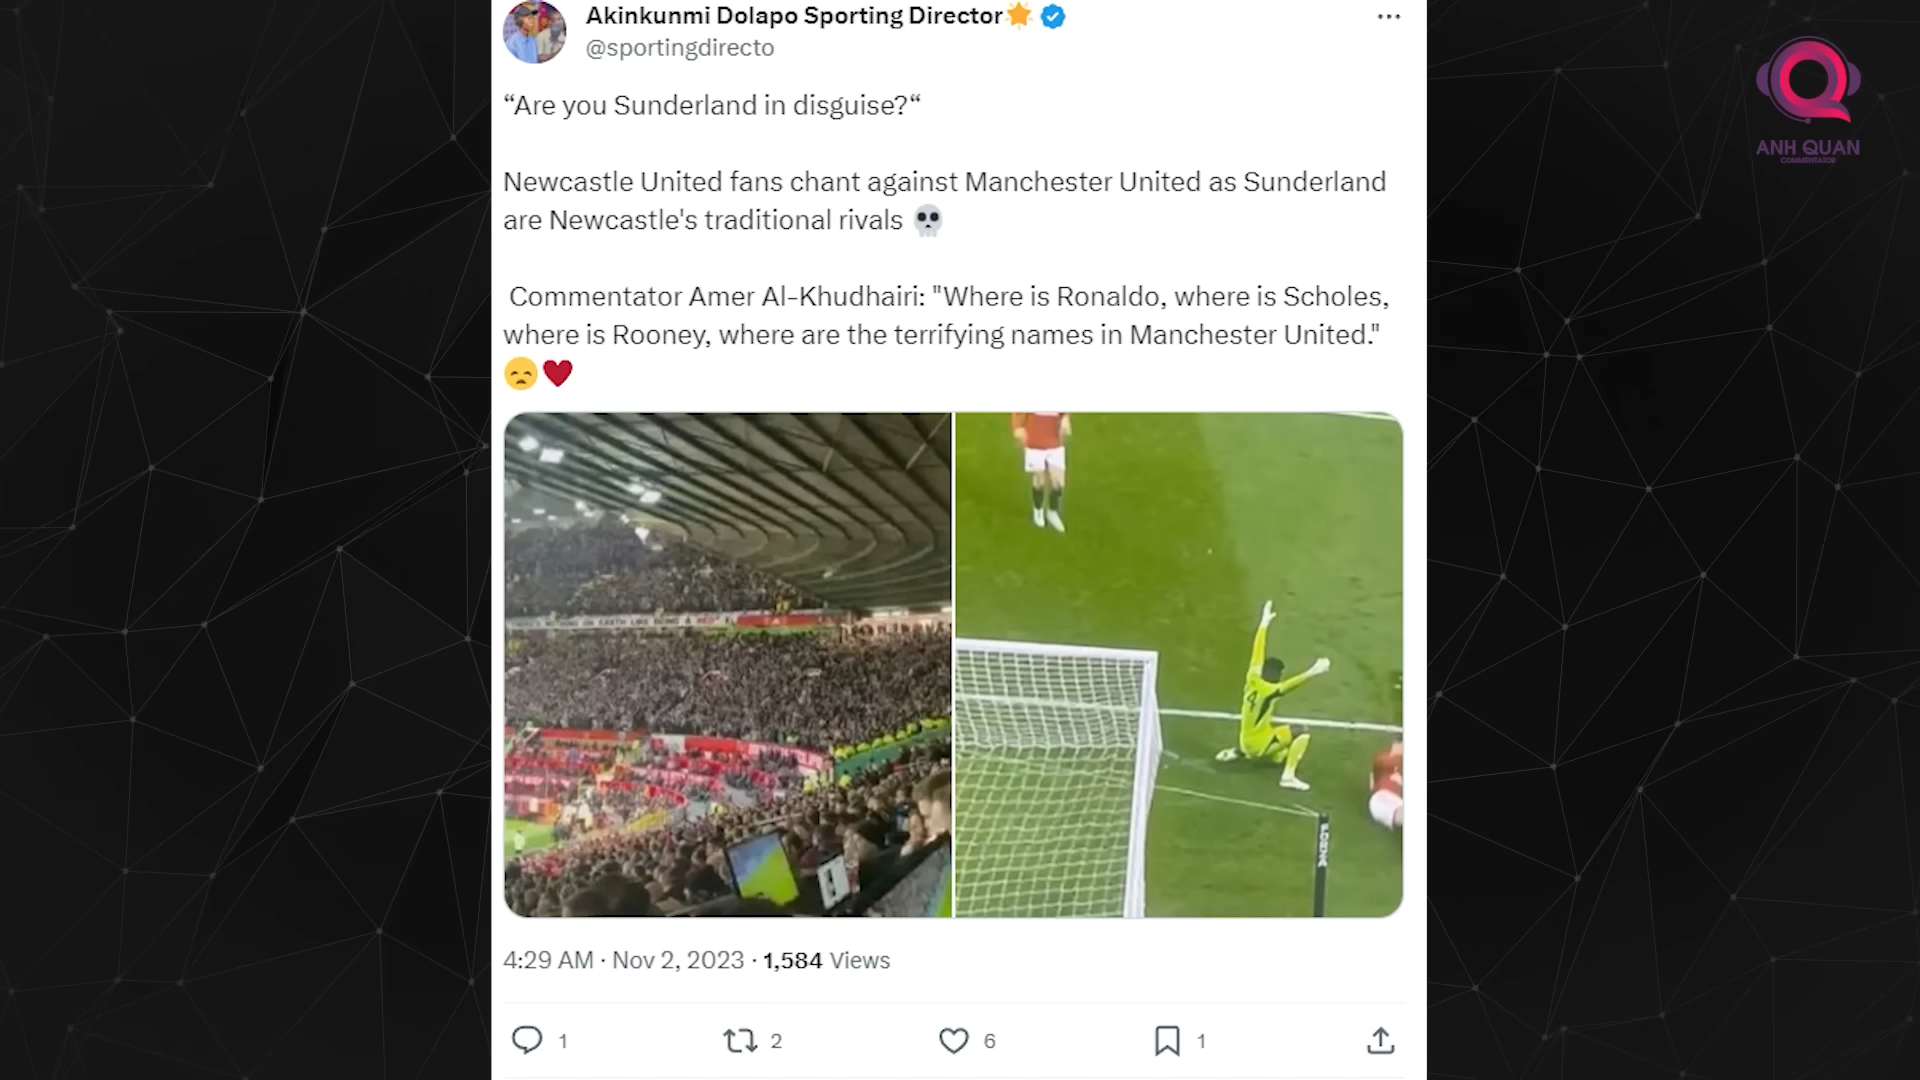 Akinkunmi Dolapo Sporting Director
@sportingdirecto
“Are you Sunderland in disguise?“
Newcastle United fans chant against Manchester United as Sunderland
are Newcastle's traditional rivals
Commentator Amer Al-Khudhairi: "Where is Ronaldo, where is Scholes,
where is Rooney, where are the terrifying names in Manchester United."
4:29 AM · Nov 2, 2023 · 1,584 Views
1
2
6
1
ANH QUAN
COMMENTATOR